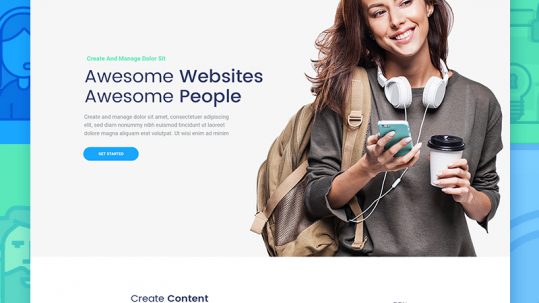 Create And Manage Dolor Sit
Awesome Websites
Awesome People
Create and manage dolor sit amet, consectetuer adipiscing
elit, sed diam nonummy nibh euismod tincidunt ut laoreet
dolore magna aliquam erat volutpat. Ut wisi enim ad minim
GET STARTED
Create Content